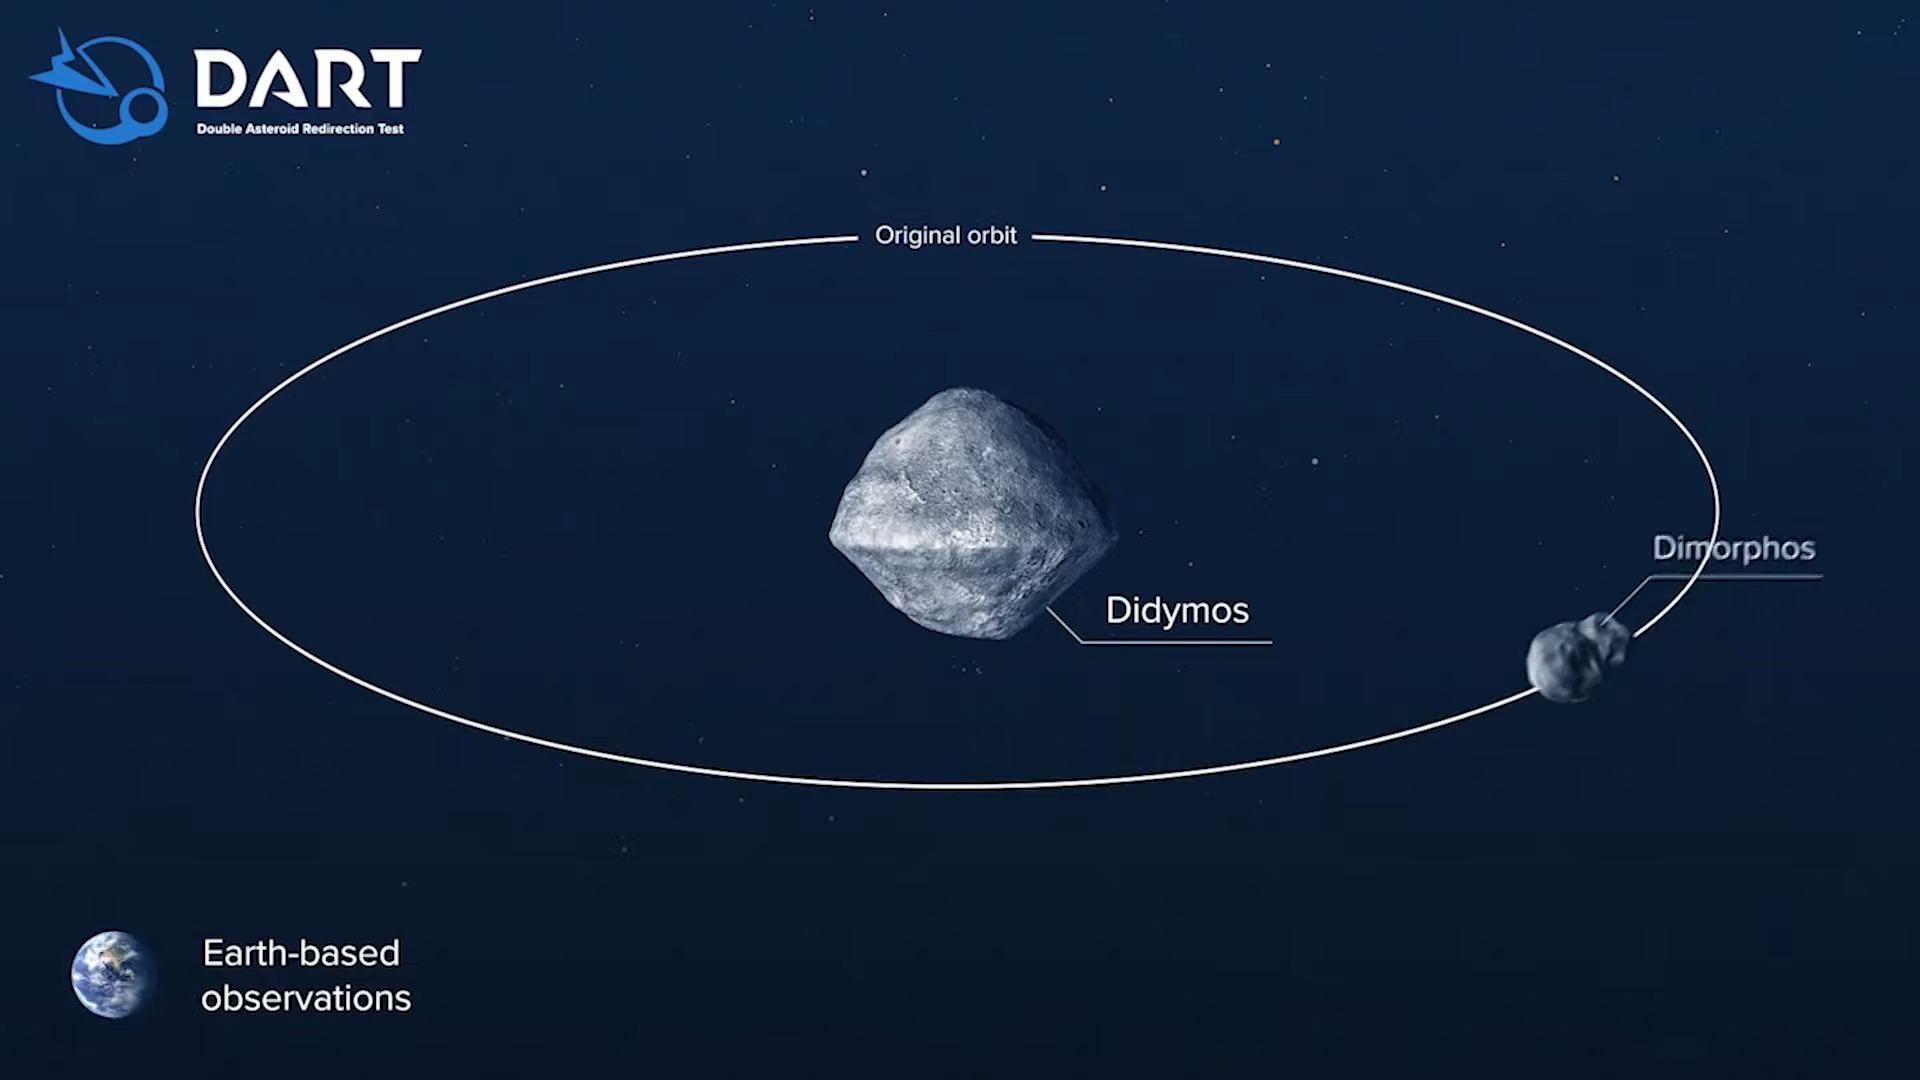 DART
Double Asteroid Redirection Test
Original orbit
Dimorphos
Didymos
Earth-based
observations